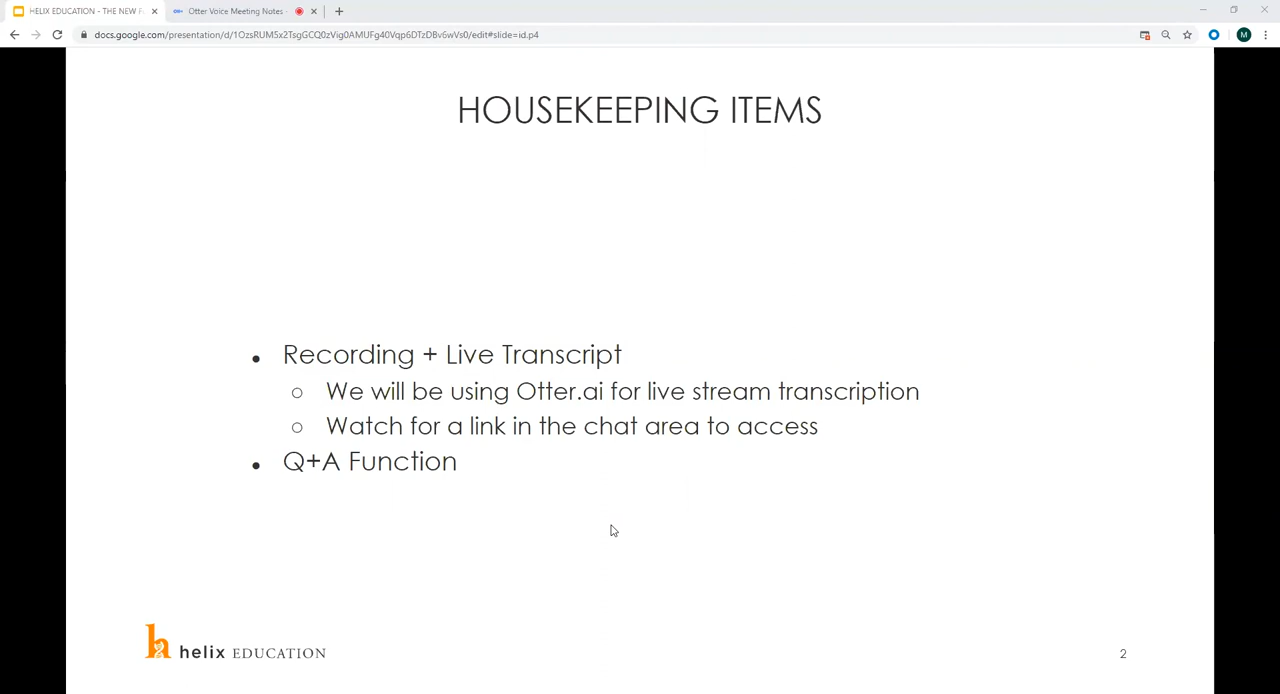 HELIX EDUCATION - THE NEW F
Otter Voice Meeting Notes -
docs.google.com/presentation/d/1OzsRUM5x2TsgGCQ0zVig0AMUFg40Vqp6DTzDBv6wVs0/edit#slide=id.p4
M
HOUSEKEEPING ITEMS
Recording + Live Transcript
We will be using Otter.ai for live stream transcription
Watch for a link in the chat area to access
Q+A Function
helix EDUCATION
2